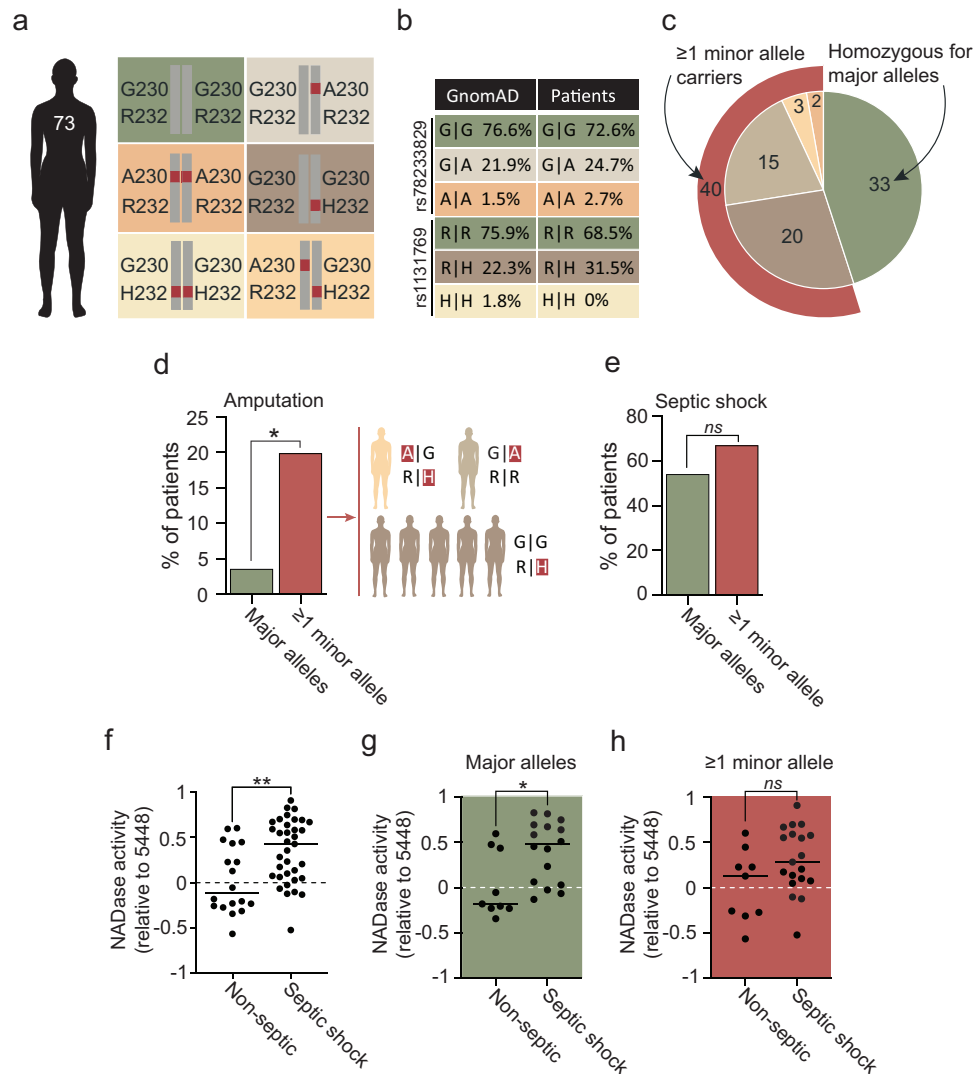 a
73
G230 G230
R232 R232
G230 A230
R232 R232
A230 A230
R232 R232
G230 G230
R232 H232
G230 G230
H232 H232
A230 G230
R232 H232
b
GnomAD Patients
rs78233829
G|G 76.6% G|G 72.6%
G|A 21.9% G|A 24.7%
A|A 1.5% A|A 2.7%
rs1131769
R|R 75.9% R|R 68.5%
R|H 22.3% R|H 31.5%
H|H 1.8% H|H 0%
c
≥1 minor allele
carriers
Homozygous for
major alleles
3
2
15
40
33
20
d
Amputation
% of patients
25
20
15
10
5
0
*
Major alleles
≥1 minor allele
A|G
R|H
G|A
R|R
G|G
R|H
e
Septic shock
% of patients
80
60
40
20
0
ns
Major alleles
≥1 minor allele
f
NADase activity
(relative to 5448)
1
0.5
0
-0.5
-1
**
Non-septic
Septic shock
g
Major alleles
NADase activity
(relative to 5448)
1
0.5
0
-0.5
-1
*
Non-septic
Septic shock
h
≥1 minor allele
NADase activity
(relative to 5448)
1
0.5
0
-0.5
-1
ns
Non-septic
Septic shock